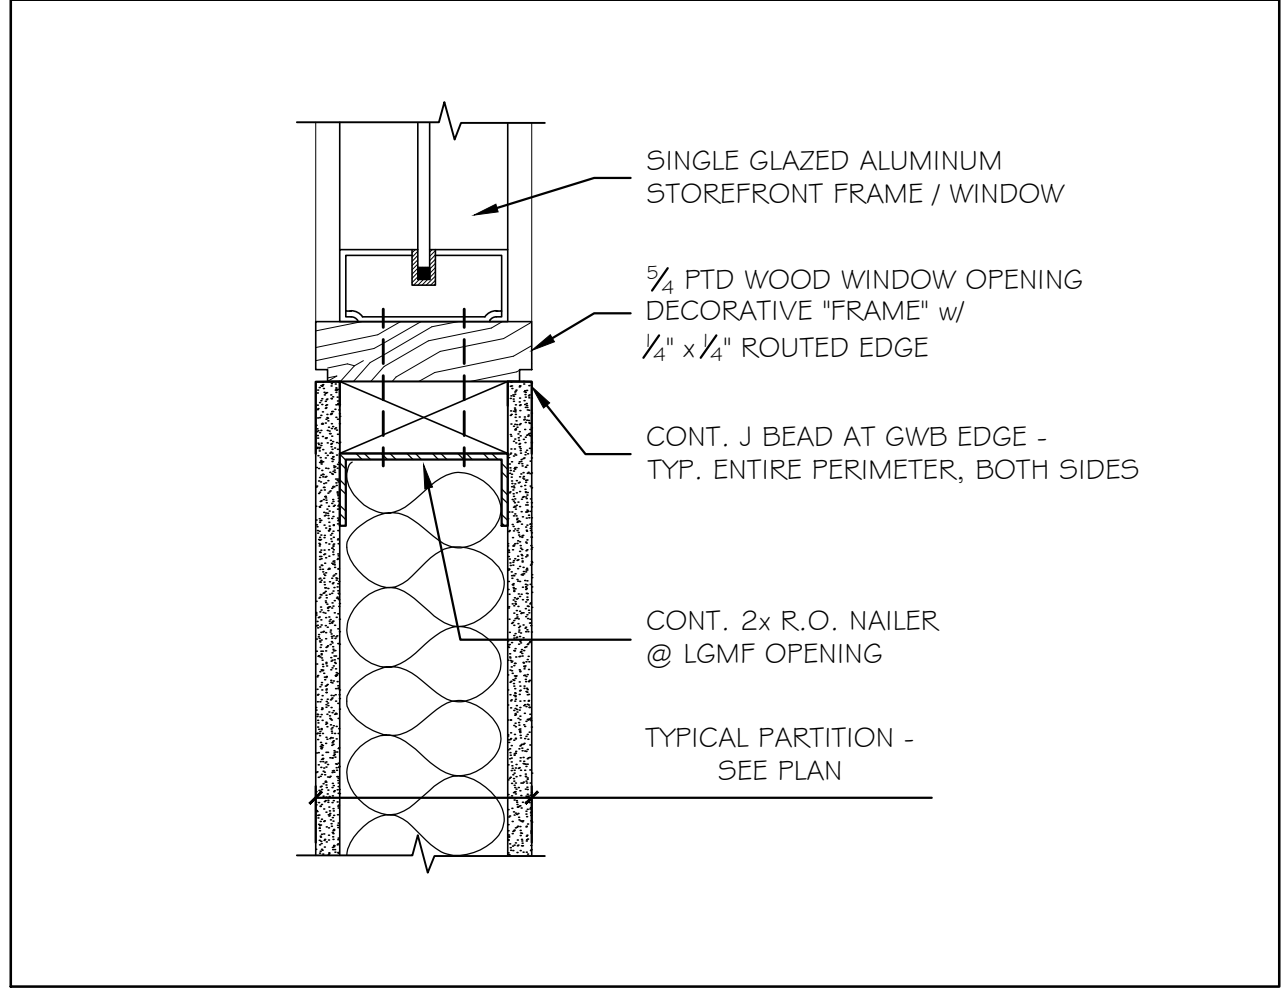 SINGLE GLAZED ALUMINUM
STOREFRONT FRAME / WINDOW
5/4 PTD WOOD WINDOW OPENING
DECORATIVE "FRAME" w/
1/4" x 1/4" ROUTED EDGE
CONT. J BEAD AT GWB EDGE -
TYP. ENTIRE PERIMETER, BOTH SIDES
CONT. 2x R.O. NAILER
@ LGMF OPENING
TYPICAL PARTITION -
SEE PLAN